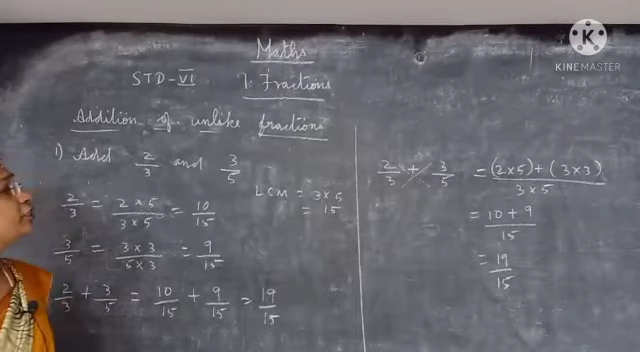 Maths
STD - VI 7. Fractions
Addition of unlike fractions
1) Add 2/3 and 3/5
LCM = 3 x 5
= 15
2/3 = 2 x 5/3 x 5 = 10/15
3/5 = 3 x 3/5 x 3 = 9/15
2/3 + 3/5 = 10/15 + 9/15 = 19/15
2/3 + 3/5 = (2 x 5) + (3 x 3)/3 x 5
= 10 + 9/15
= 19/15
KINEMASTER